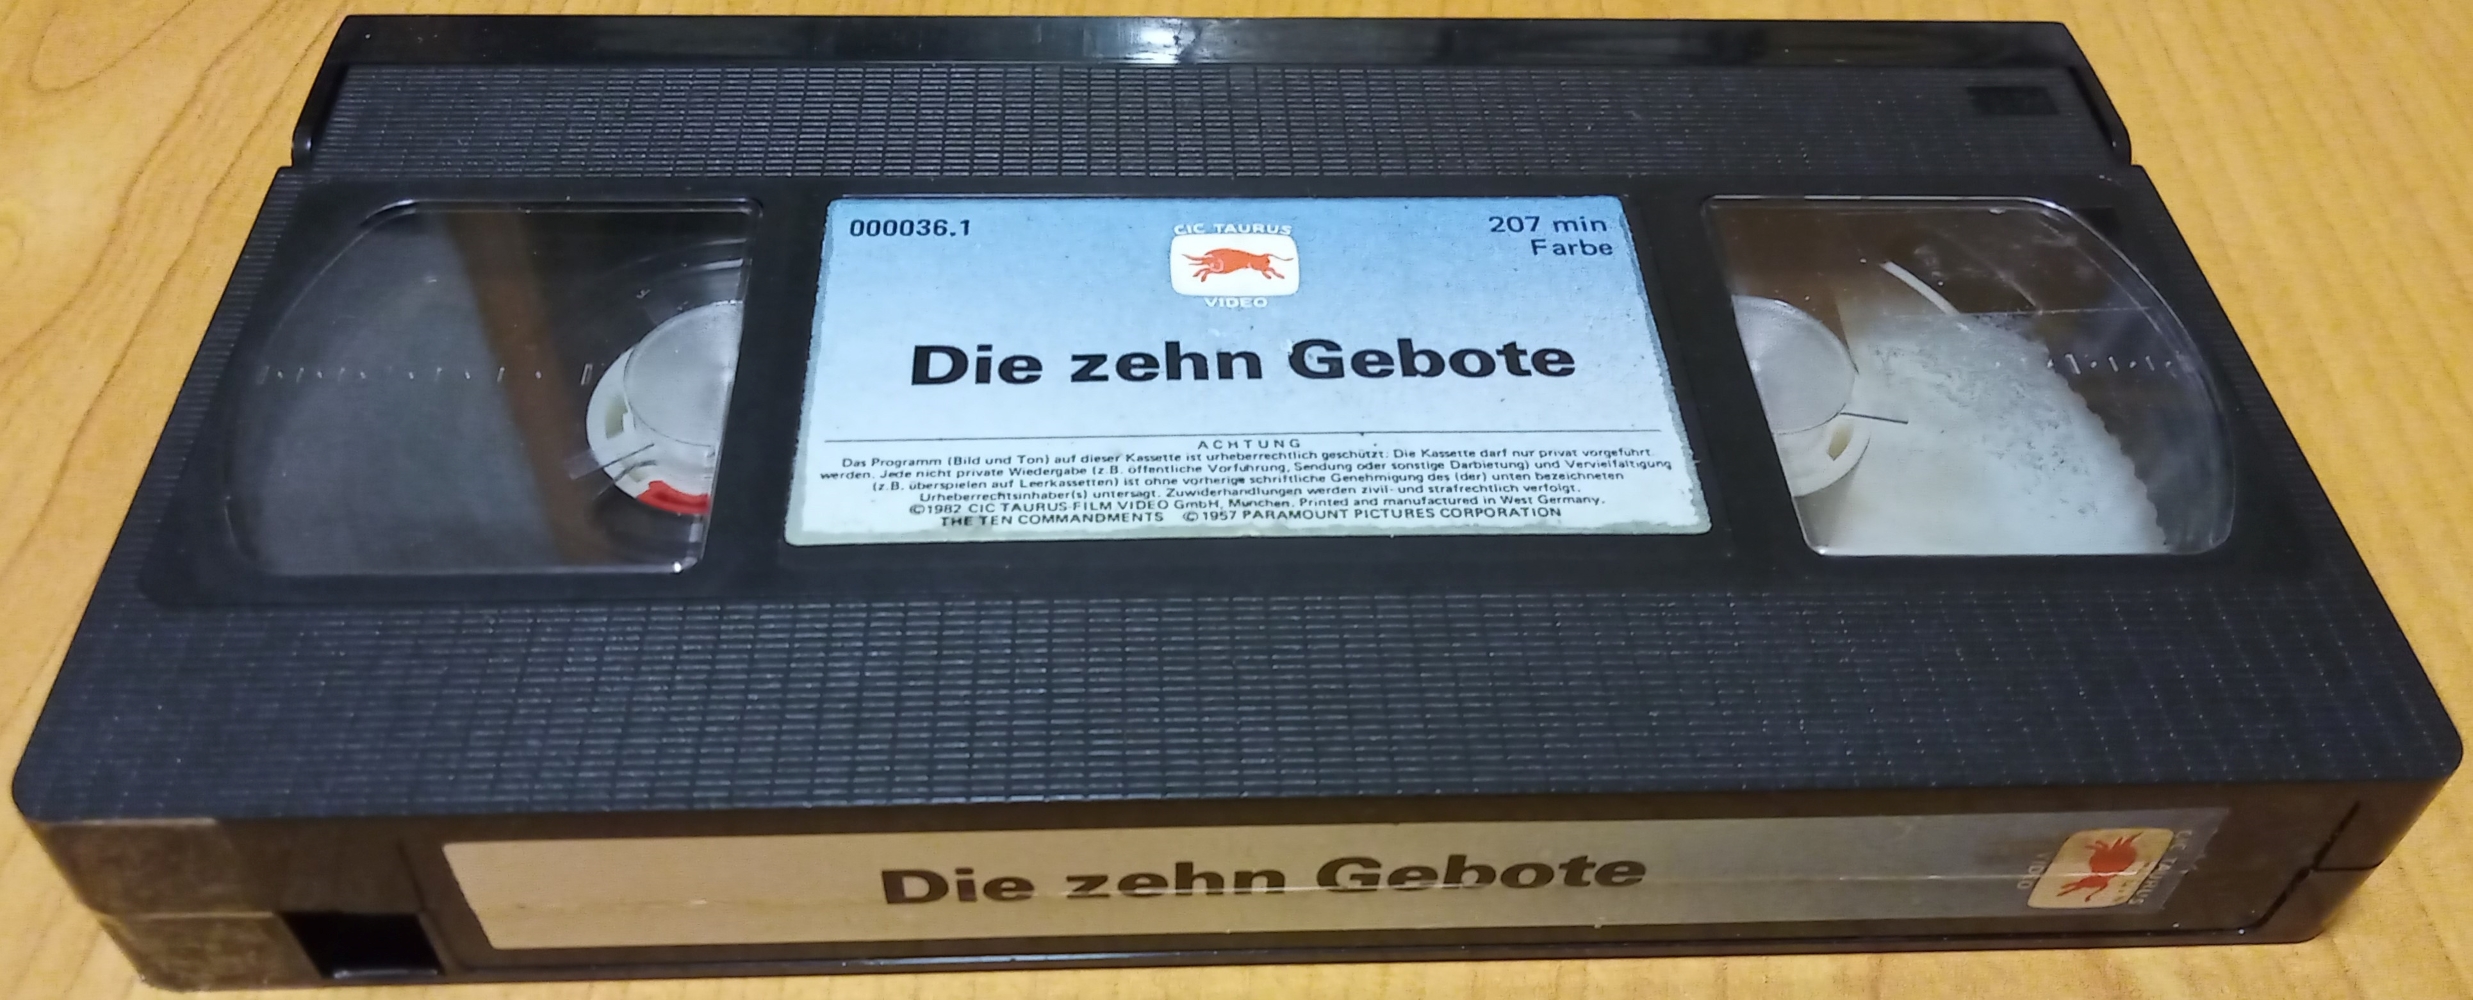 000036.1
CIC TAURUS
VIDEO
207 min
Farbe
Die zehn Gebote
ACHTUNG
Das Programm (Bild und Ton) auf dieser Kassette ist urheberrechtlich geschützt. Die Kassette darf nur privat vorgeführt
werden. Jede nicht private Wiedergabe (z.B. öffentliche Vorführung, Sendung oder sonstige Darbietung) und Vervielfältigung
(z.B. überspielen auf Leerkassetten) ist ohne vorherige schriftliche Genehmigung des (der) unten bezeichneten
Urheberrechtsinhaber(s) untersagt. Zuwiderhandlungen werden zivil- und strafrechtlich verfolgt.
©1982 CIC TAURUS-FILM VIDEO GmbH, München. Printed and manufactured in West Germany.
THE TEN COMMANDMENTS ©1957 PARAMOUNT PICTURES CORPORATION
Die zehn Gebote
CIC TAURUS
VIDEO